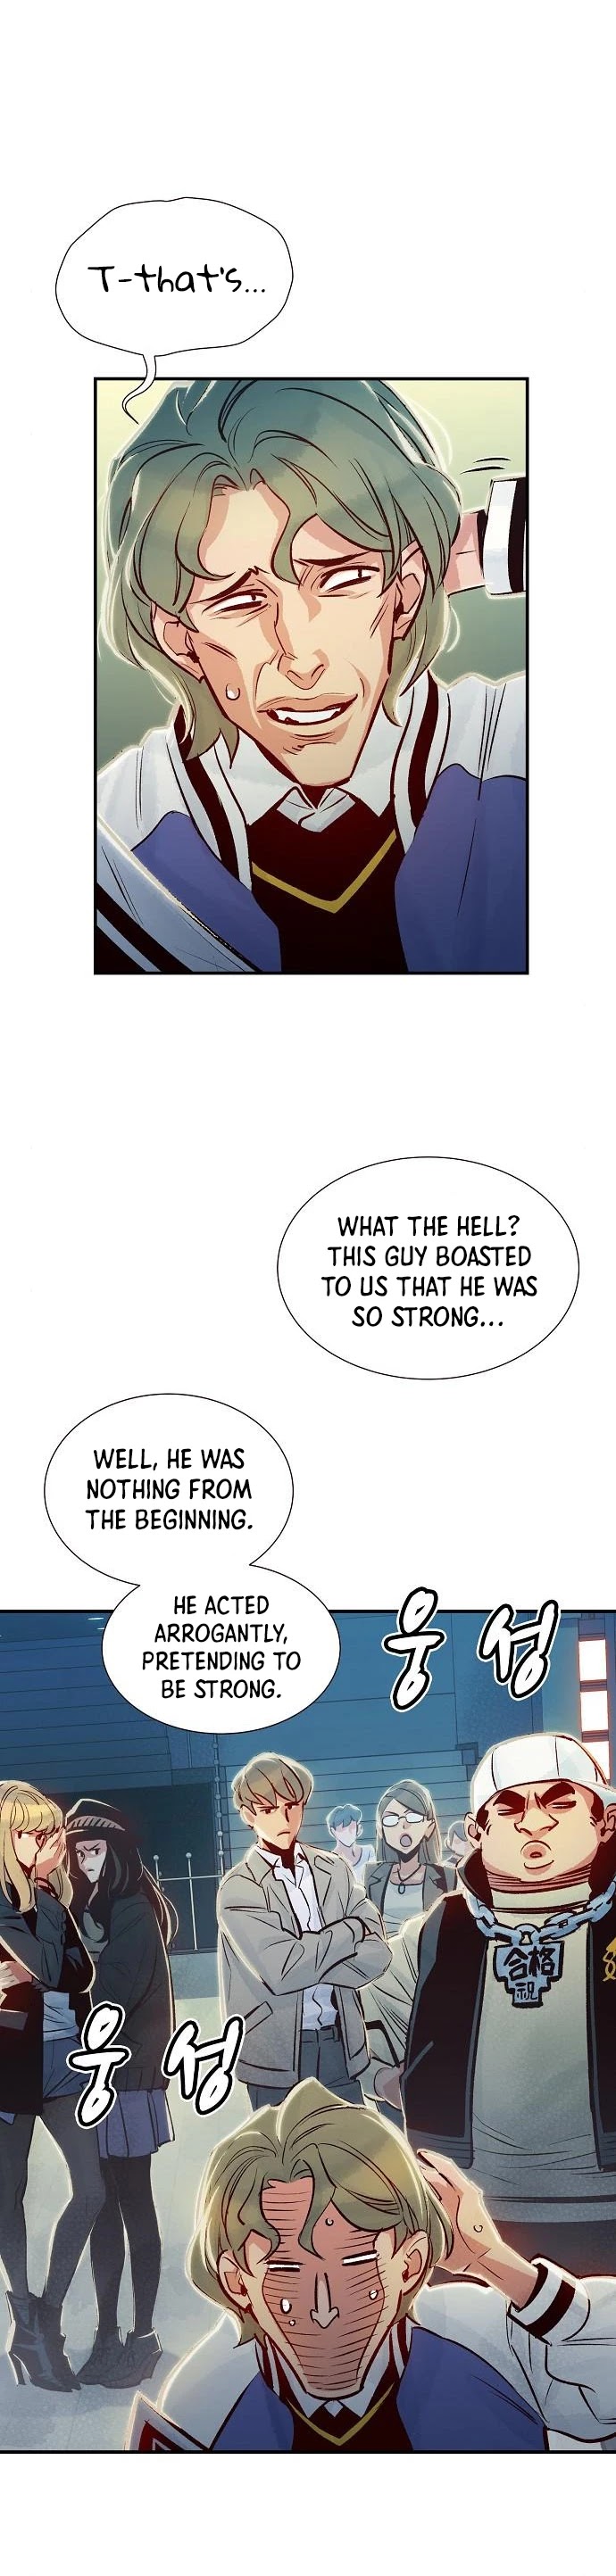 T-that's...
WHAT THE HELL?
THIS GUY BOASTED
TO US THAT HE WAS
SO STRONG...
WELL, HE WAS
NOTHING FROM
THE BEGINNING.
HE ACTED
ARROGANTLY,
PRETENDING TO
BE STRONG.
웅성
合格
祝
웅성